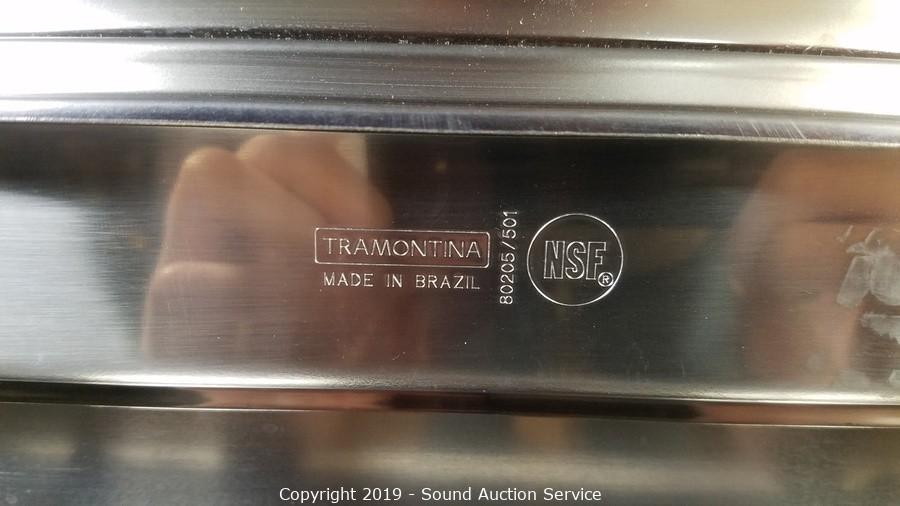 TRAMONTINA
MADE IN BRAZIL
80205/501
NSF®
Copyright 2019 - Sound Auction Service